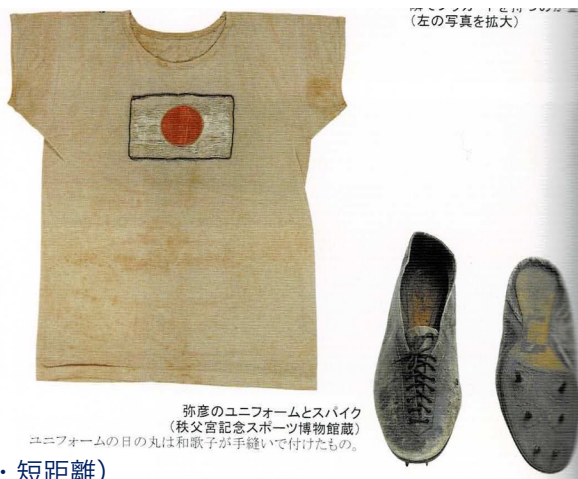 (左の写真を拡大)
弥彦のユニフォームとスパイク
(秩父宮記念スポーツ博物館蔵)
ユニフォームの日の丸は和歌子が手縫いで付けたもの。
・短距離)